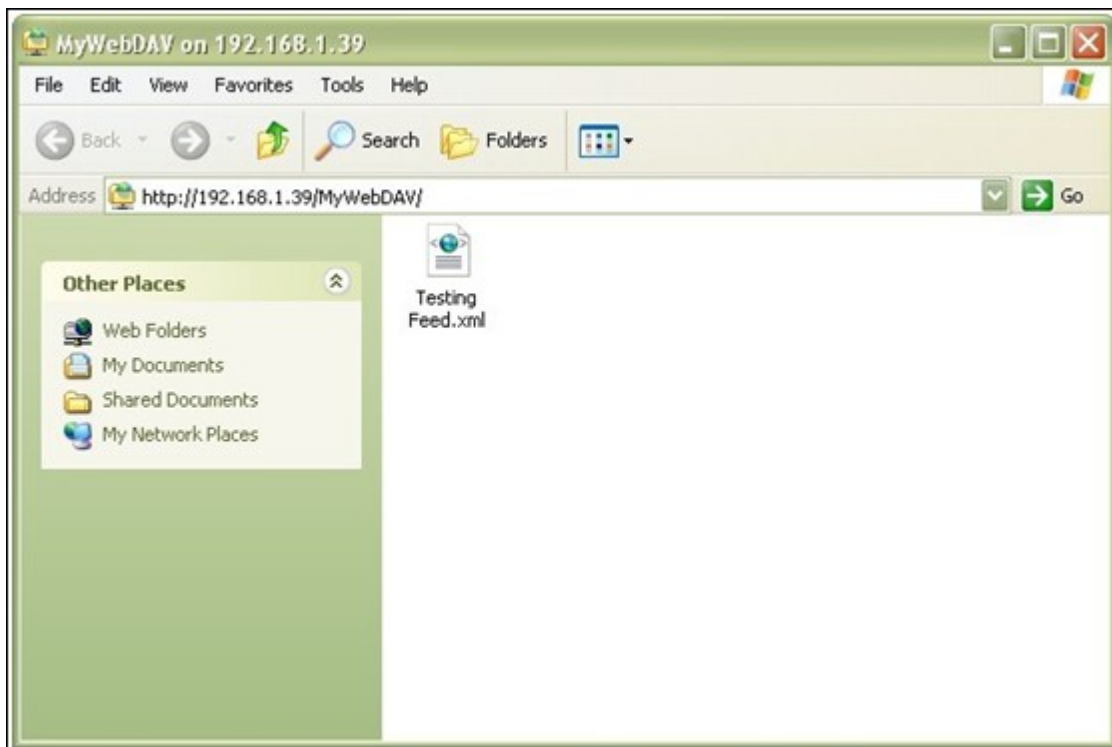 MyWebDAV on 192.168.1.39
File Edit View Favorites Tools Help
Back Search Folders
Address http://192.168.1.39/MyWebDAV/ Go
Other Places
Web Folders
My Documents
Shared Documents
My Network Places
Testing
Feed.xml